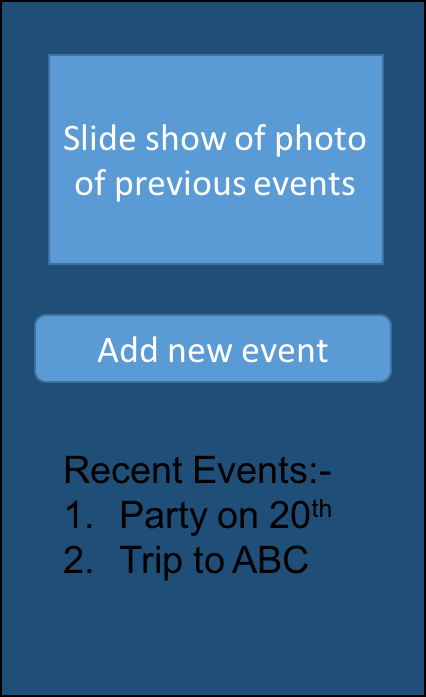 Slide show of photo
of previous events
Add new event
Recent Events:-
1. Party on 20th
2. Trip to ABC